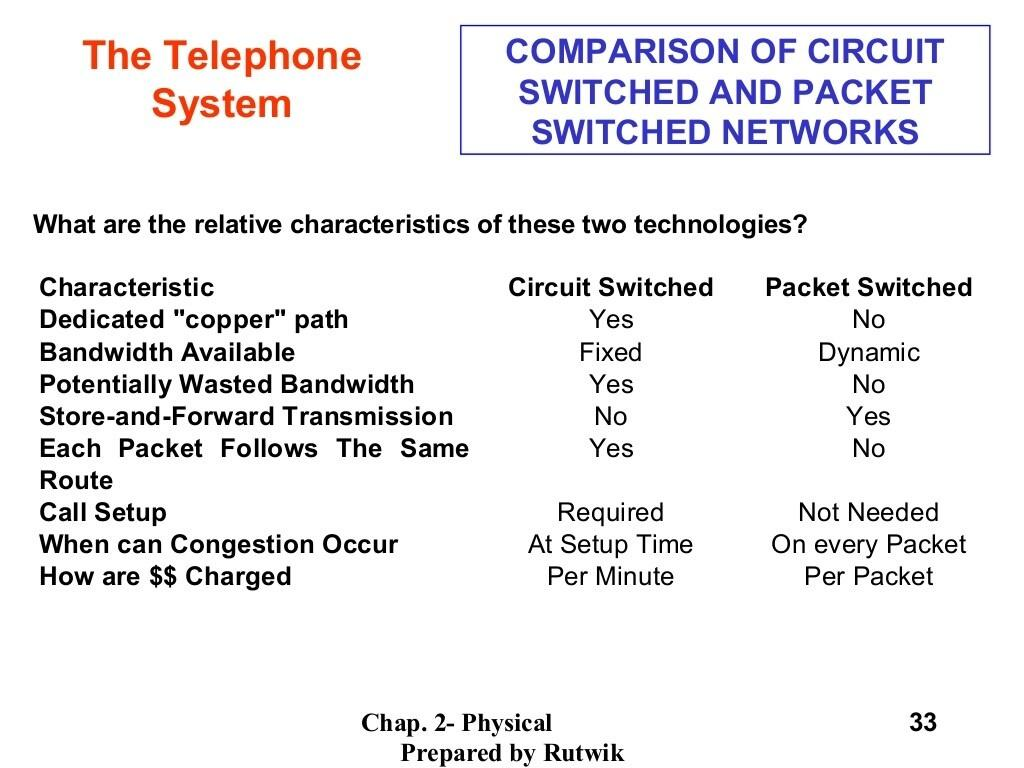 The Telephone
System
COMPARISON OF CIRCUIT
SWITCHED AND PACKET
SWITCHED NETWORKS
What are the relative characteristics of these two technologies?
Characteristic Circuit Switched Packet Switched
Dedicated "copper" path Yes No
Bandwidth Available Fixed Dynamic
Potentially Wasted Bandwidth Yes No
Store-and-Forward Transmission No Yes
Each Packet Follows The Same Yes No
Route
Call Setup Required Not Needed
When can Congestion Occur At Setup Time On every Packet
How are $$ Charged Per Minute Per Packet
Chap. 2- Physical 33
Prepared by Rutwik